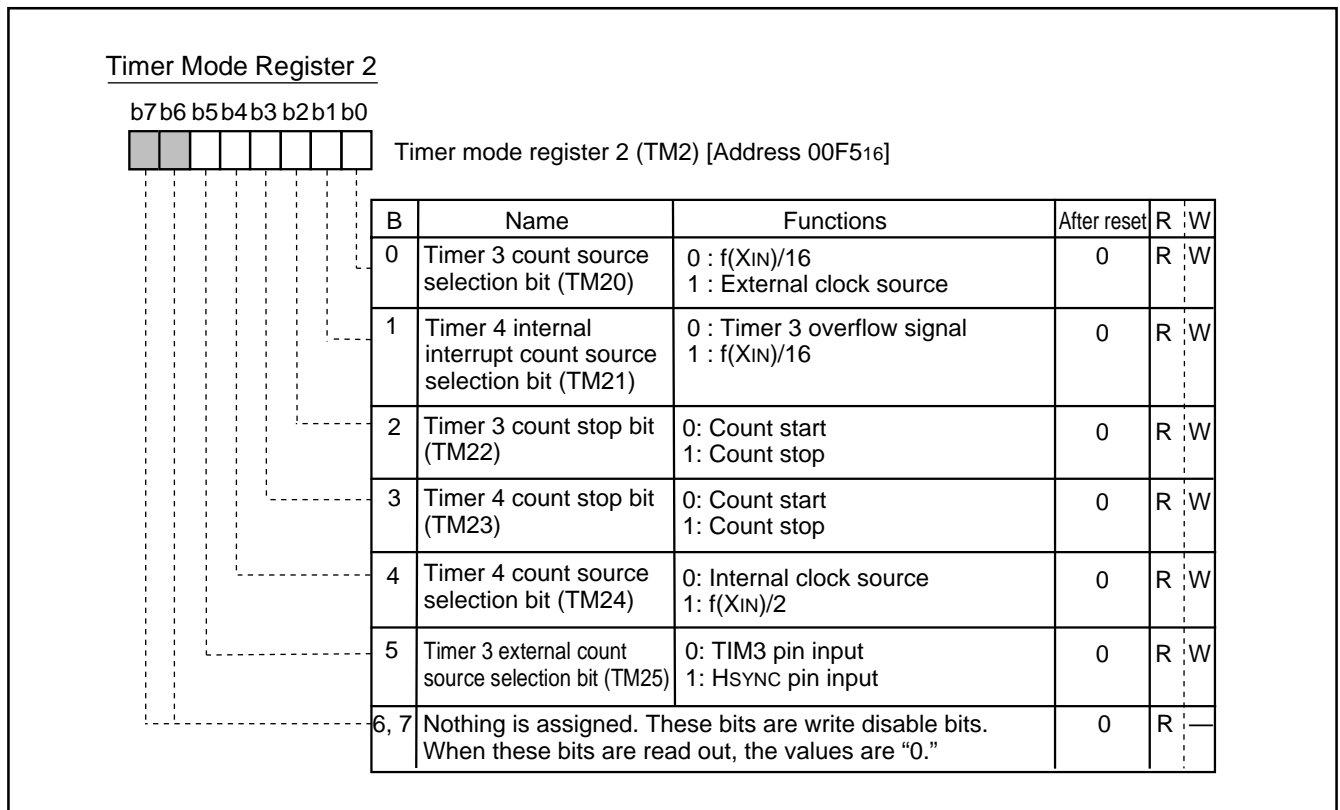 Timer Mode Register 2
b7 b6 b5 b4 b3 b2 b1 b0
Timer mode register 2 (TM2) [Address 00F516]
B Name Functions After reset R W
0 Timer 3 count source selection bit (TM20) 0 : f(XIN)/16
1 : External clock source 0 R W
1 Timer 4 internal interrupt count source selection bit (TM21) 0 : Timer 3 overflow signal
1 : f(XIN)/16 0 R W
2 Timer 3 count stop bit (TM22) 0: Count start
1: Count stop 0 R W
3 Timer 4 count stop bit (TM23) 0: Count start
1: Count stop 0 R W
4 Timer 4 count source selection bit (TM24) 0: Internal clock source
1: f(XIN)/2 0 R W
5 Timer 3 external count source selection bit (TM25) 0: TIM3 pin input
1: HSYNC pin input 0 R W
6, 7 Nothing is assigned. These bits are write disable bits.
When these bits are read out, the values are “0.” 0 R —